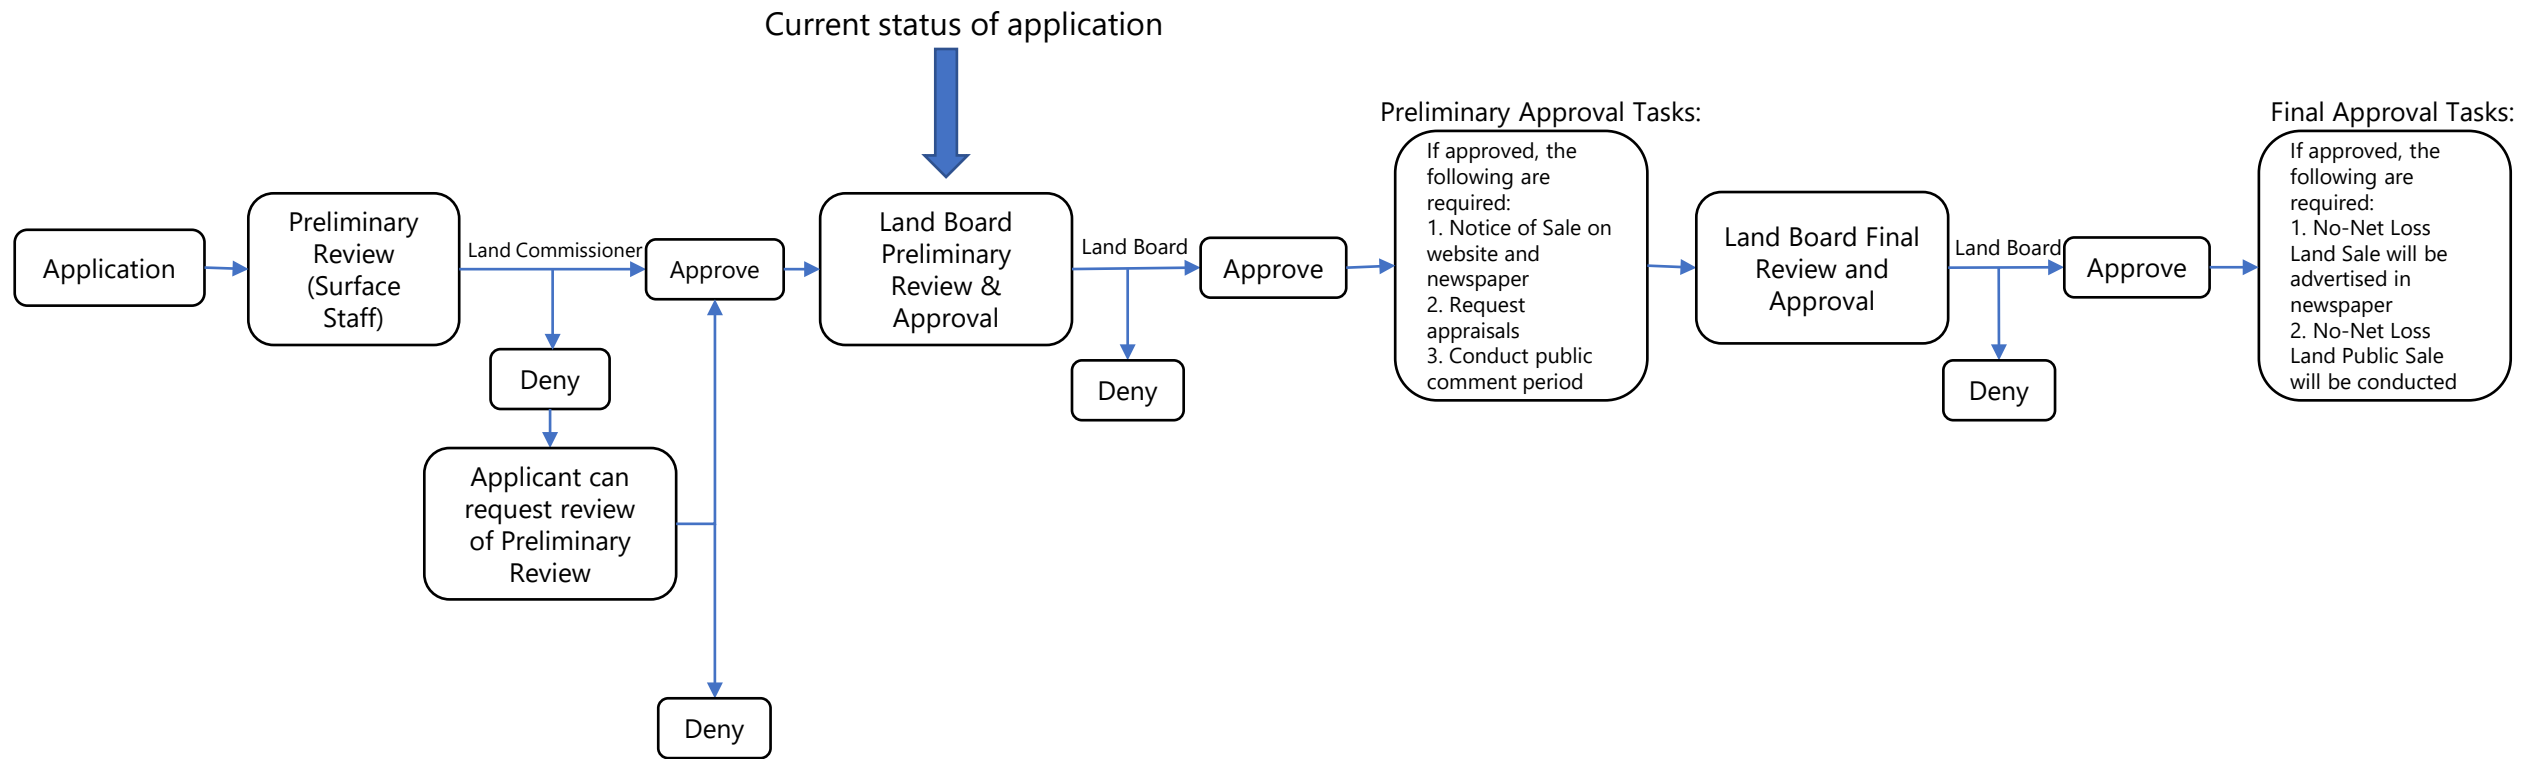 Current status of application
Preliminary Approval Tasks:
Final Approval Tasks:
Application
Preliminary
Review
(Surface
Staff)
Land Commissioner
Approve
Deny
Applicant can
request review
of Preliminary
Review
Deny
Land Board
Preliminary
Review &
Approval
Land Board
Approve
Deny
If approved, the
following are
required:
1. Notice of Sale on
website and
newspaper
2. Request
appraisals
3. Conduct public
comment period
Land Board Final
Review and
Approval
Land Board
Approve
Deny
If approved, the
following are
required:
1. No-Net Loss
Land Sale will be
advertised in
newspaper
2. No-Net Loss
Land Public Sale
will be conducted